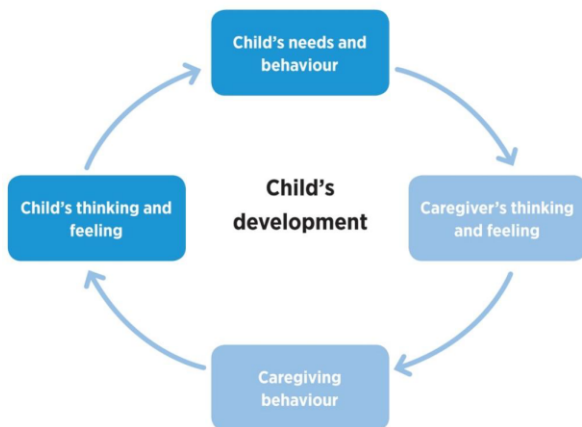 Child’s needs and
behaviour
Child’s thinking and
feeling
Child’s
development
Caregiver’s thinking
and feeling
Caregiving
behaviour